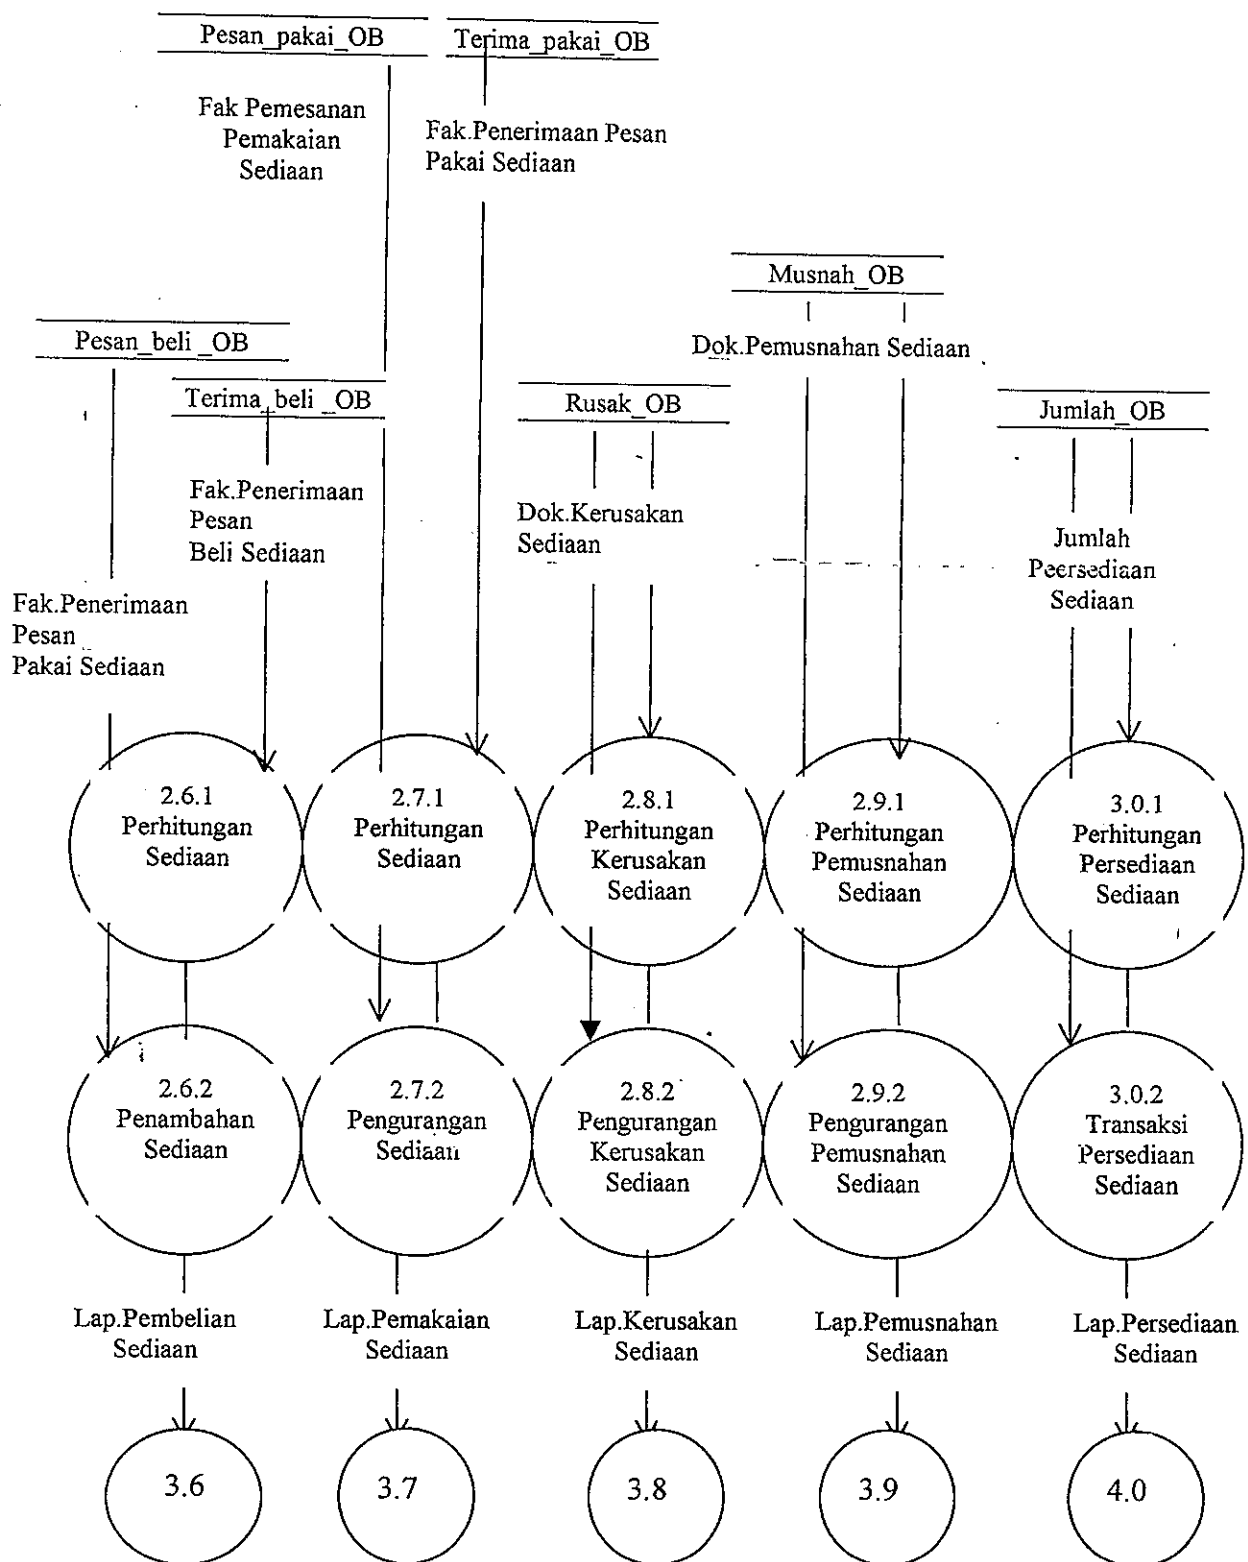 Pesan_pakai_OB
Terima_pakai_OB
Fak Pemesanan
Pemakaian
Sediaan
Fak.Penerimaan Pesan
Pakai Sediaan
Musnah_OB
Dok.Pemusnahan Sediaan
Pesan_beli _OB
Terima_beli _OB
Rusak_OB
Jumlah_OB
Fak.Penerimaan
Pesan
Beli Sediaan
Dok.Kerusakan
Sediaan
Jumlah
Peersediaan
Sediaan
Fak.Penerimaan
Pesan
Pakai Sediaan
2.6.1
Perhitungan
Sediaan
2.7.1
Perhitungan
Sediaan
2.8.1
Perhitungan
Kerusakan
Sediaan
2.9.1
Perhitungan
Pemusnahan
Sediaan
3.0.1
Perhitungan
Persediaan
Sediaan
2.6.2
Penambahan
Sediaan
2.7.2
Pengurangan
Sediaan
2.8.2
Pengurangan
Kerusakan
Sediaan
2.9.2
Pengurangan
Pemusnahan
Sediaan
3.0.2
Transaksi
Persediaan
Sediaan
Lap.Pembelian
Sediaan
Lap.Pemakaian
Sediaan
Lap.Kerusakan
Sediaan
Lap.Pemusnahan
Sediaan
Lap.Persediaan
Sediaan
3.6
3.7
3.8
3.9
4.0